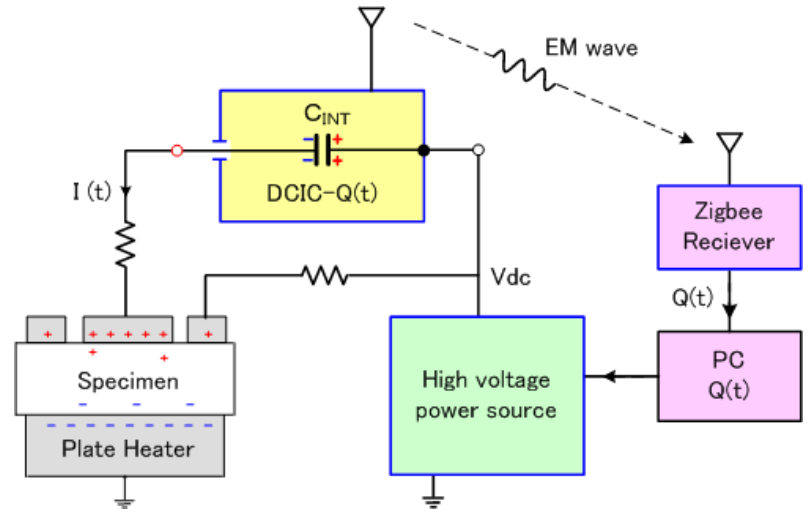 EM wave
CINT
DCIC-Q(t)
I (t)
Zigbee
Reciever
Vdc
Q(t)
High voltage
power source
PC
Q(t)
Specimen
Plate Heater